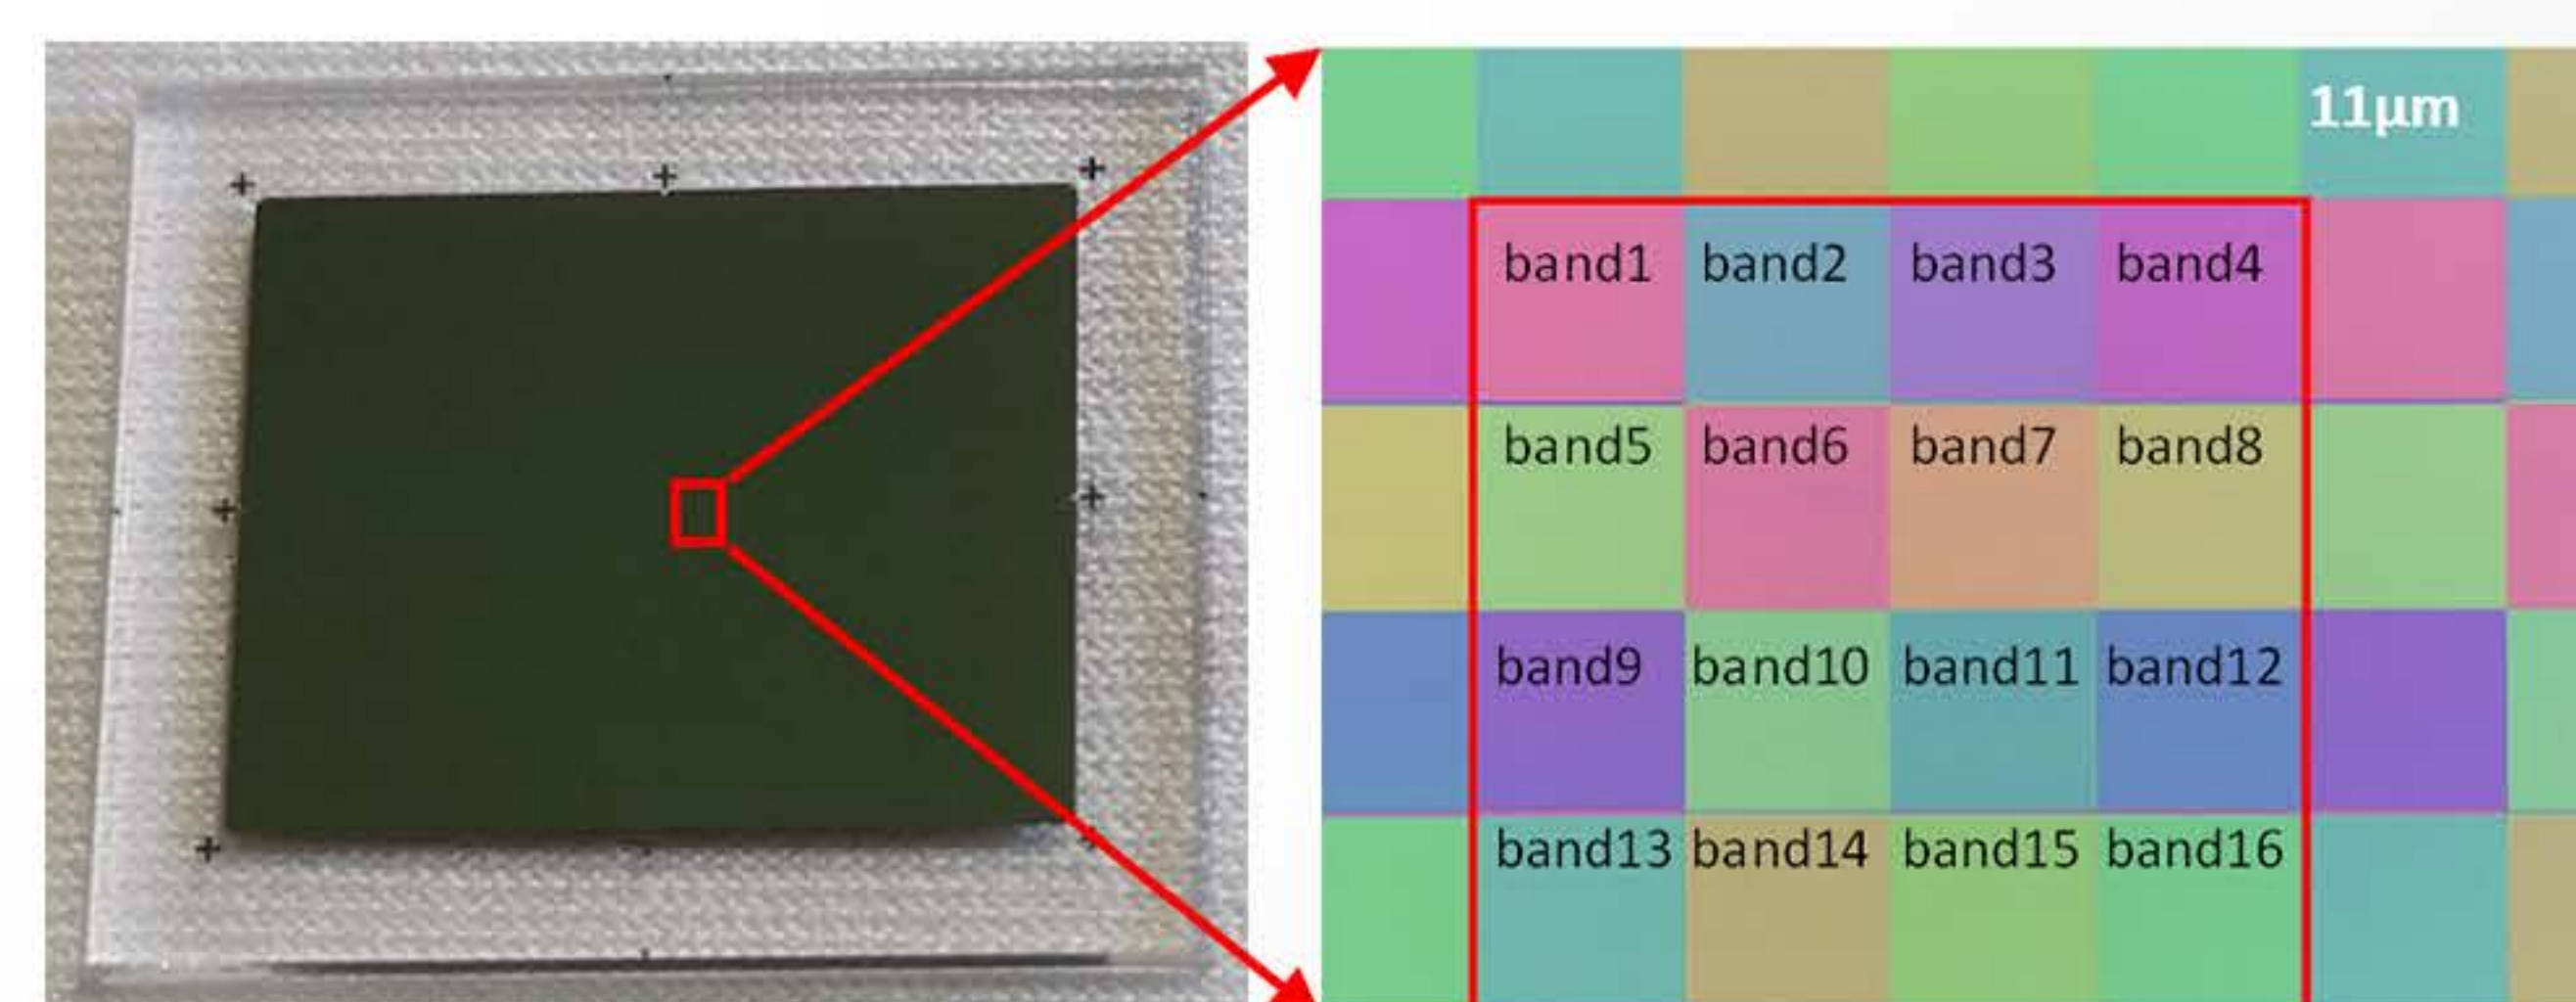 11μm
band1 band2 band3 band4
band5 band6 band7 band8
band9 band10 band11 band12
band13 band14 band15 band16